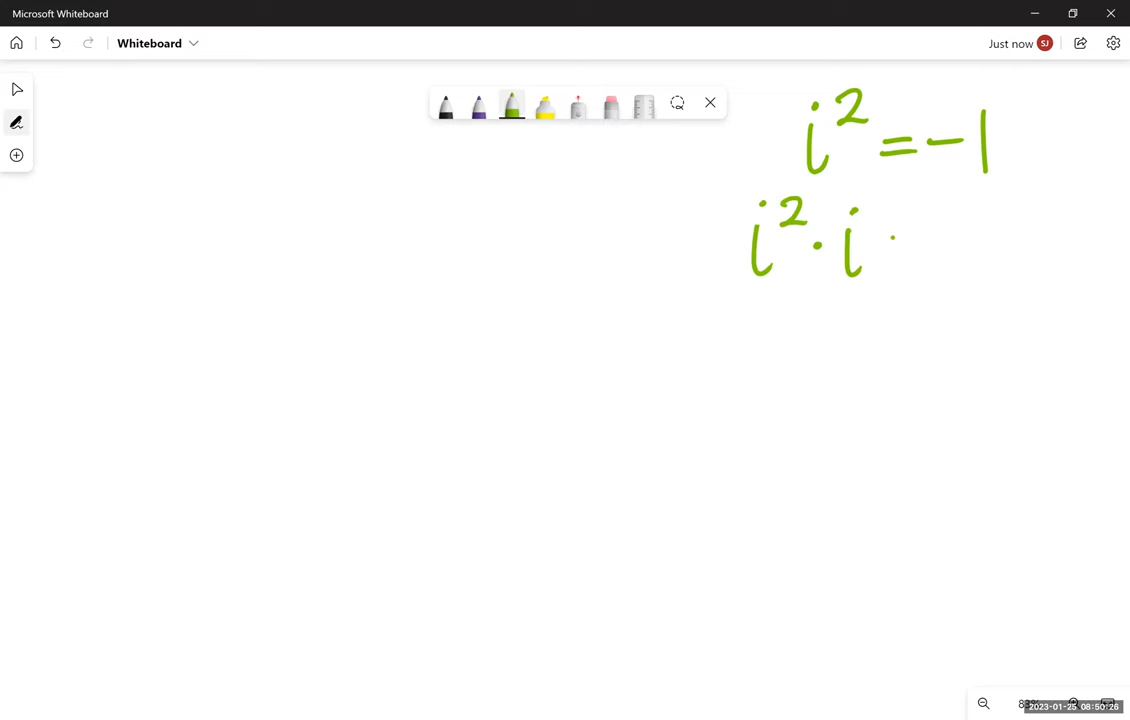 Microsoft Whiteboard
Whiteboard
Just now SJ
i² = -1
i² · i ·
2023-01-25 08:50:26